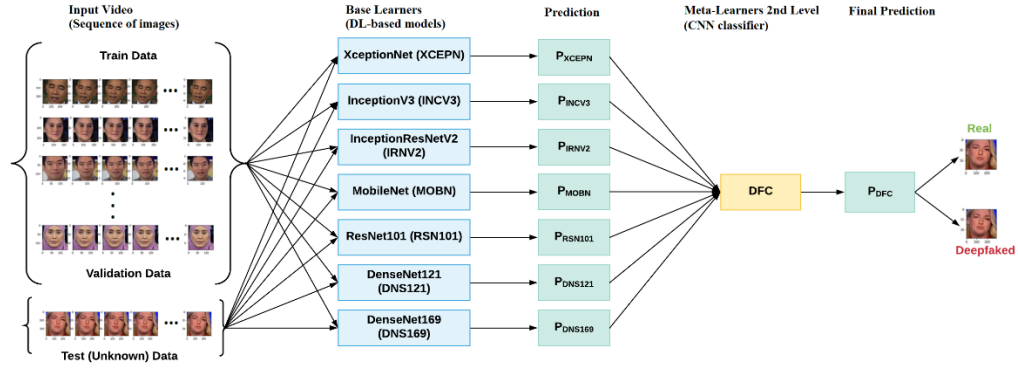 Input Video
(Sequence of images)
Base Learners
(DL-based models)
Prediction
Meta-Learners 2nd Level
(CNN classifier)
Final Prediction
Train Data
Validation Data
Test (Unknown) Data
XceptionNet (XCEPN)
InceptionV3 (INCV3)
InceptionResNetV2
(IRNV2)
MobileNet (MOBN)
ResNet101 (RSN101)
DenseNet121
(DNS121)
DenseNet169
(DNS169)
PXCEPN
PINCV3
PIRNV2
PMOBN
PRSN101
PDNS121
PDNS169
DFC
PDFC
Real
Deepfaked